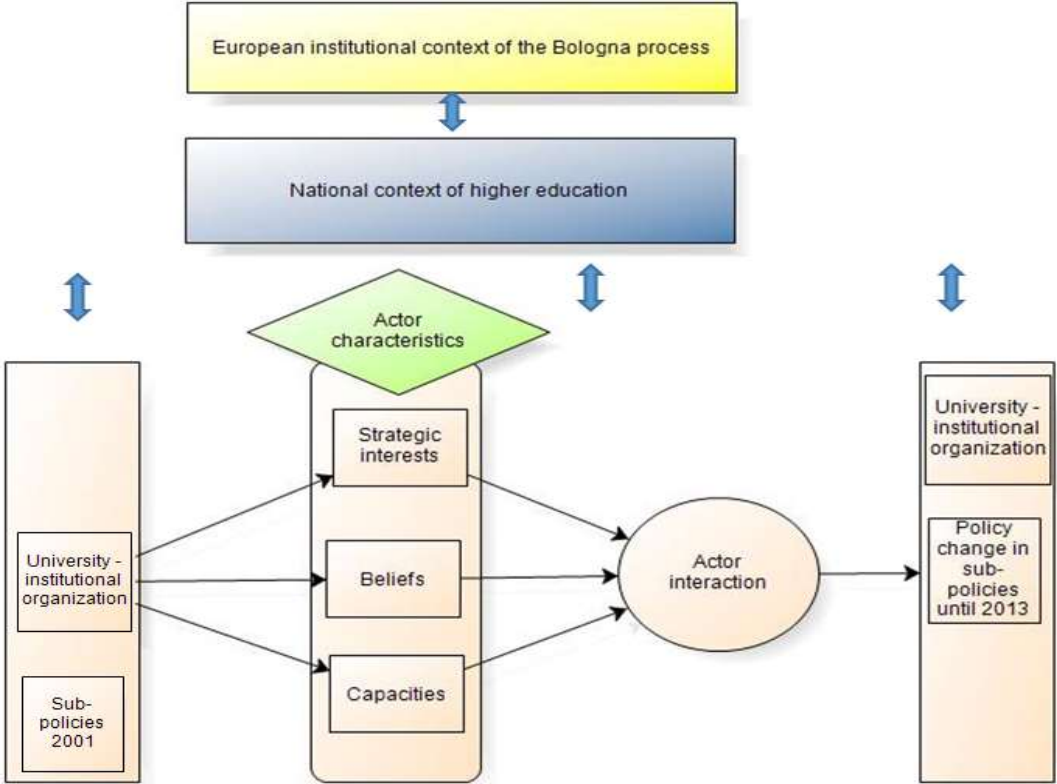 European institutional context of the Bologna process
National context of higher education
Actor
characteristics
University -
institutional
organization
Sub-
policies
2001
Strategic
interests
Beliefs
Capacities
Actor
interaction
University -
institutional
organization
Policy
change in
sub-
policies
until 2013